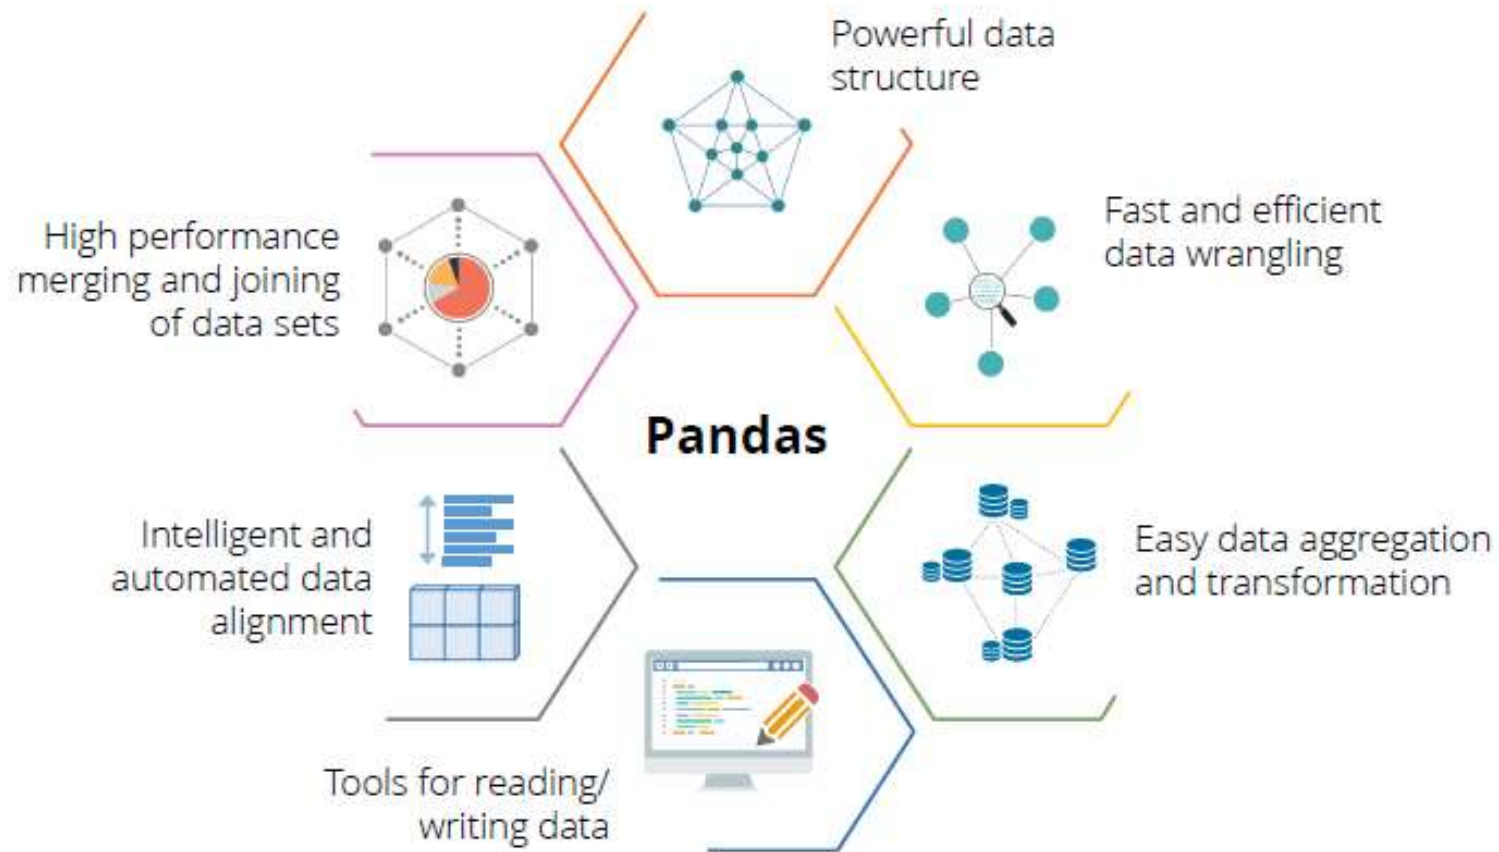 Powerful data
structure
Fast and efficient
data wrangling
High performance
merging and joining
of data sets
Pandas
Easy data aggregation
and transformation
Intelligent and
automated data
alignment
Tools for reading/
writing data